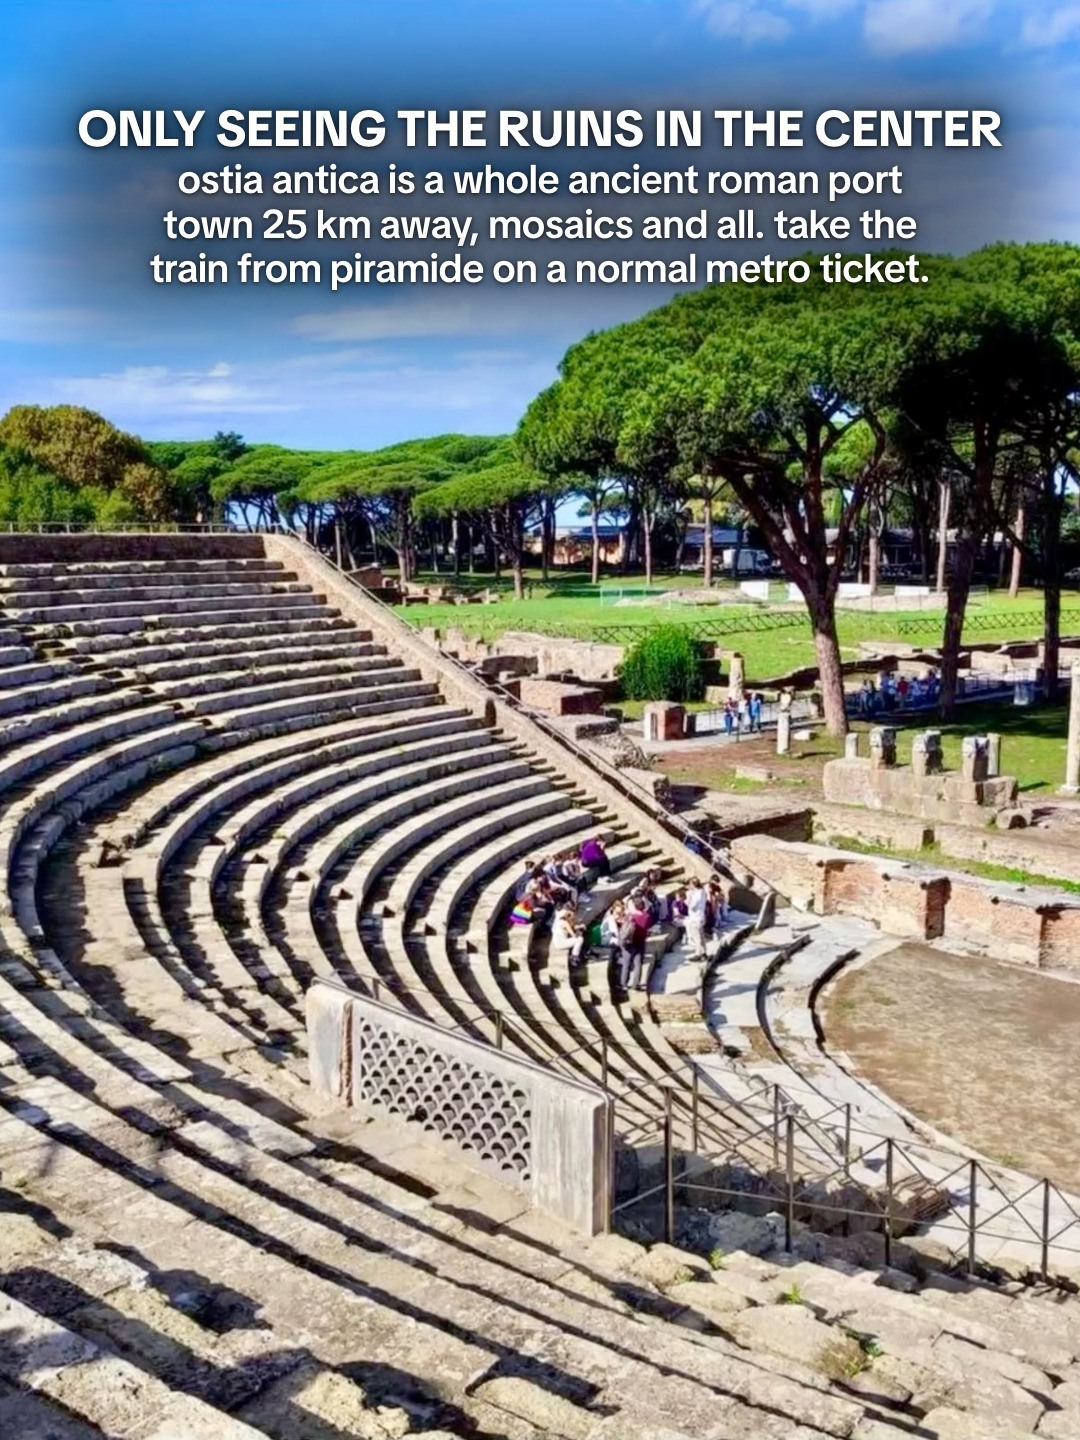 ONLY SEEING THE RUINS IN THE CENTER
ostia antica is a whole ancient roman port
town 25 km away, mosaics and all. take the
train from piramide on a normal metro ticket.